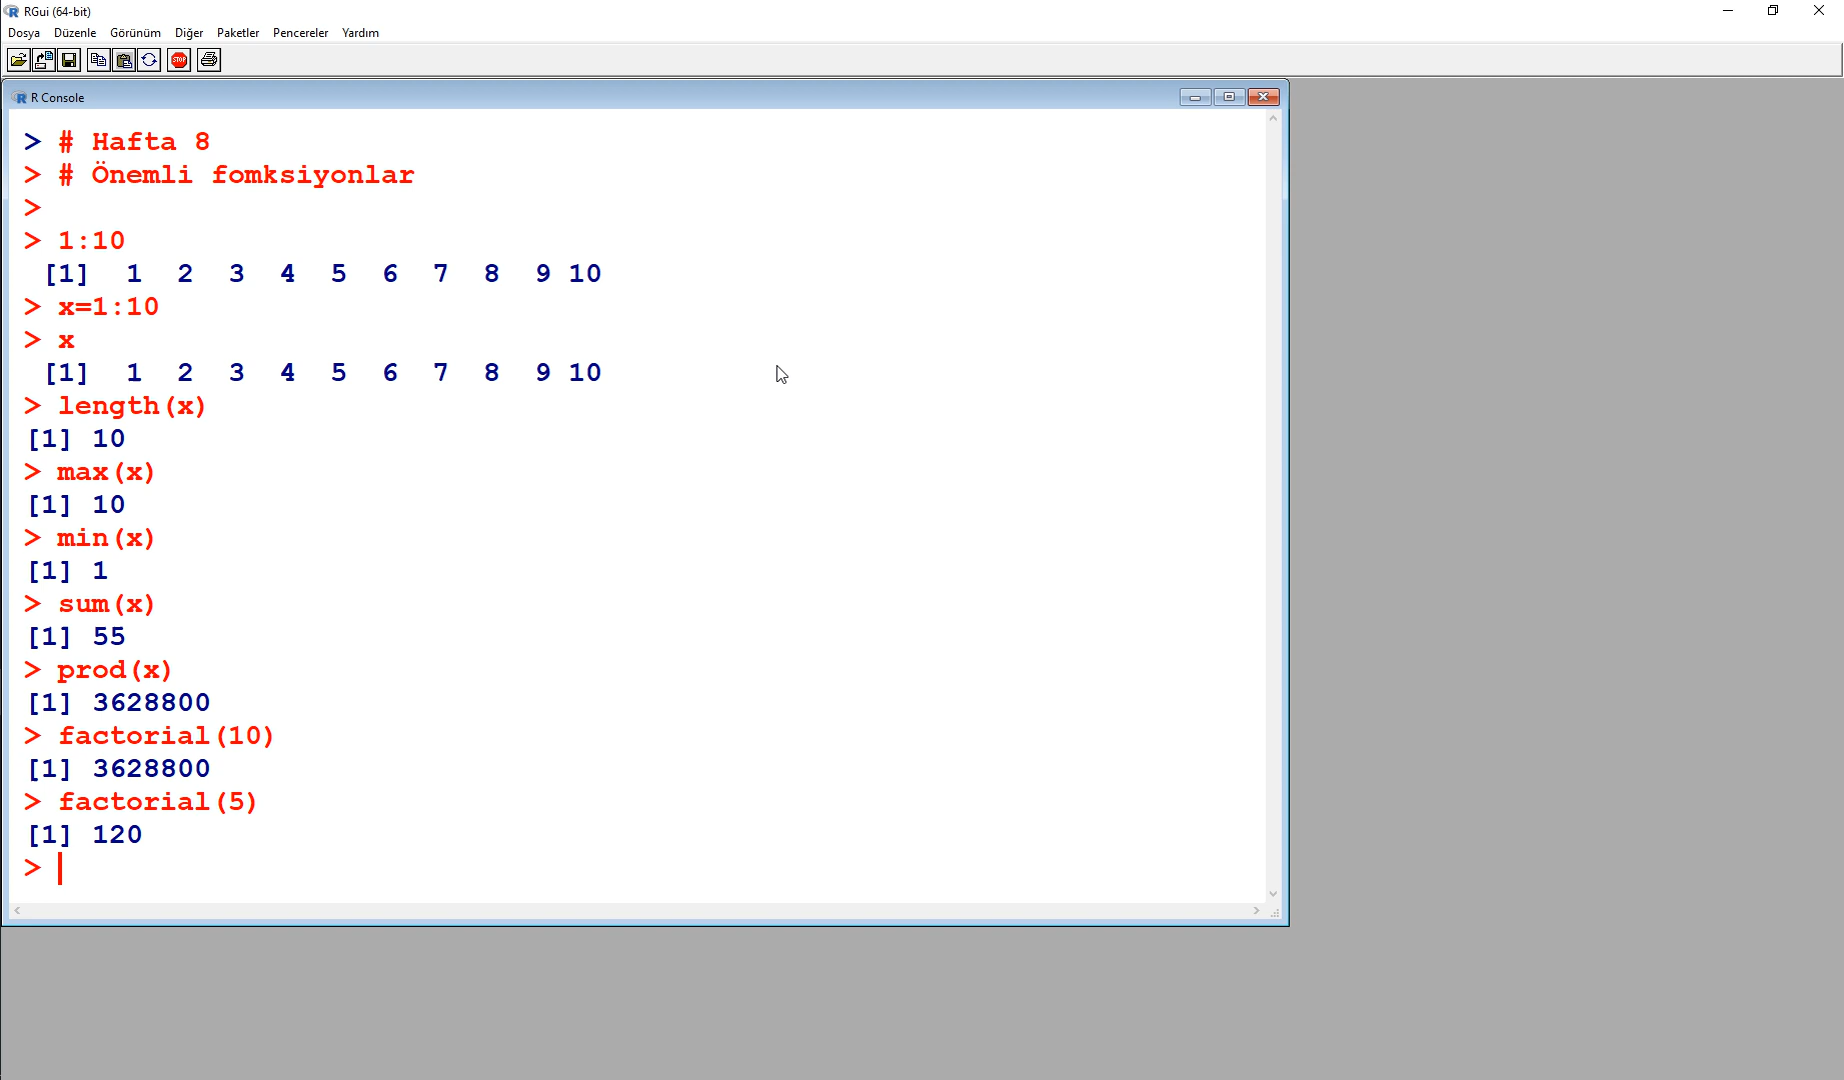 RGui (64-bit)
Dosya Düzenle Görünüm Diğer Paketler Pencereler Yardım
STOP
R Console
> # Hafta 8
> # Önemli fomksiyonlar
>
> 1:10
[1] 1 2 3 4 5 6 7 8 9 10
> x=1:10
> x
[1] 1 2 3 4 5 6 7 8 9 10
> length(x)
[1] 10
> max(x)
[1] 10
> min(x)
[1] 1
> sum(x)
[1] 55
> prod(x)
[1] 3628800
> factorial(10)
[1] 3628800
> factorial(5)
[1] 120
>